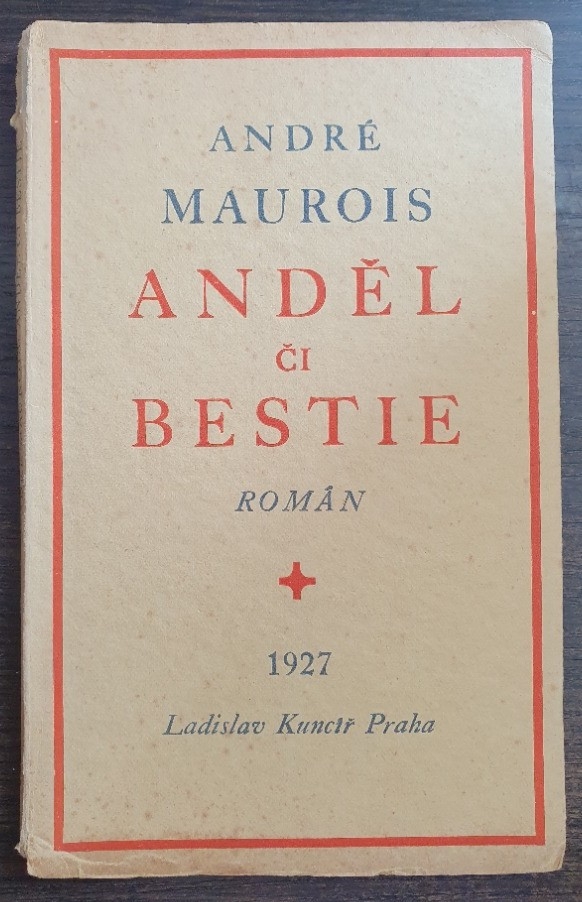 ANDRÉ
MAUROIS
ANDĚL
ČI
BESTIE
ROMÁN
1927
Ladislav Kuncíř Praha